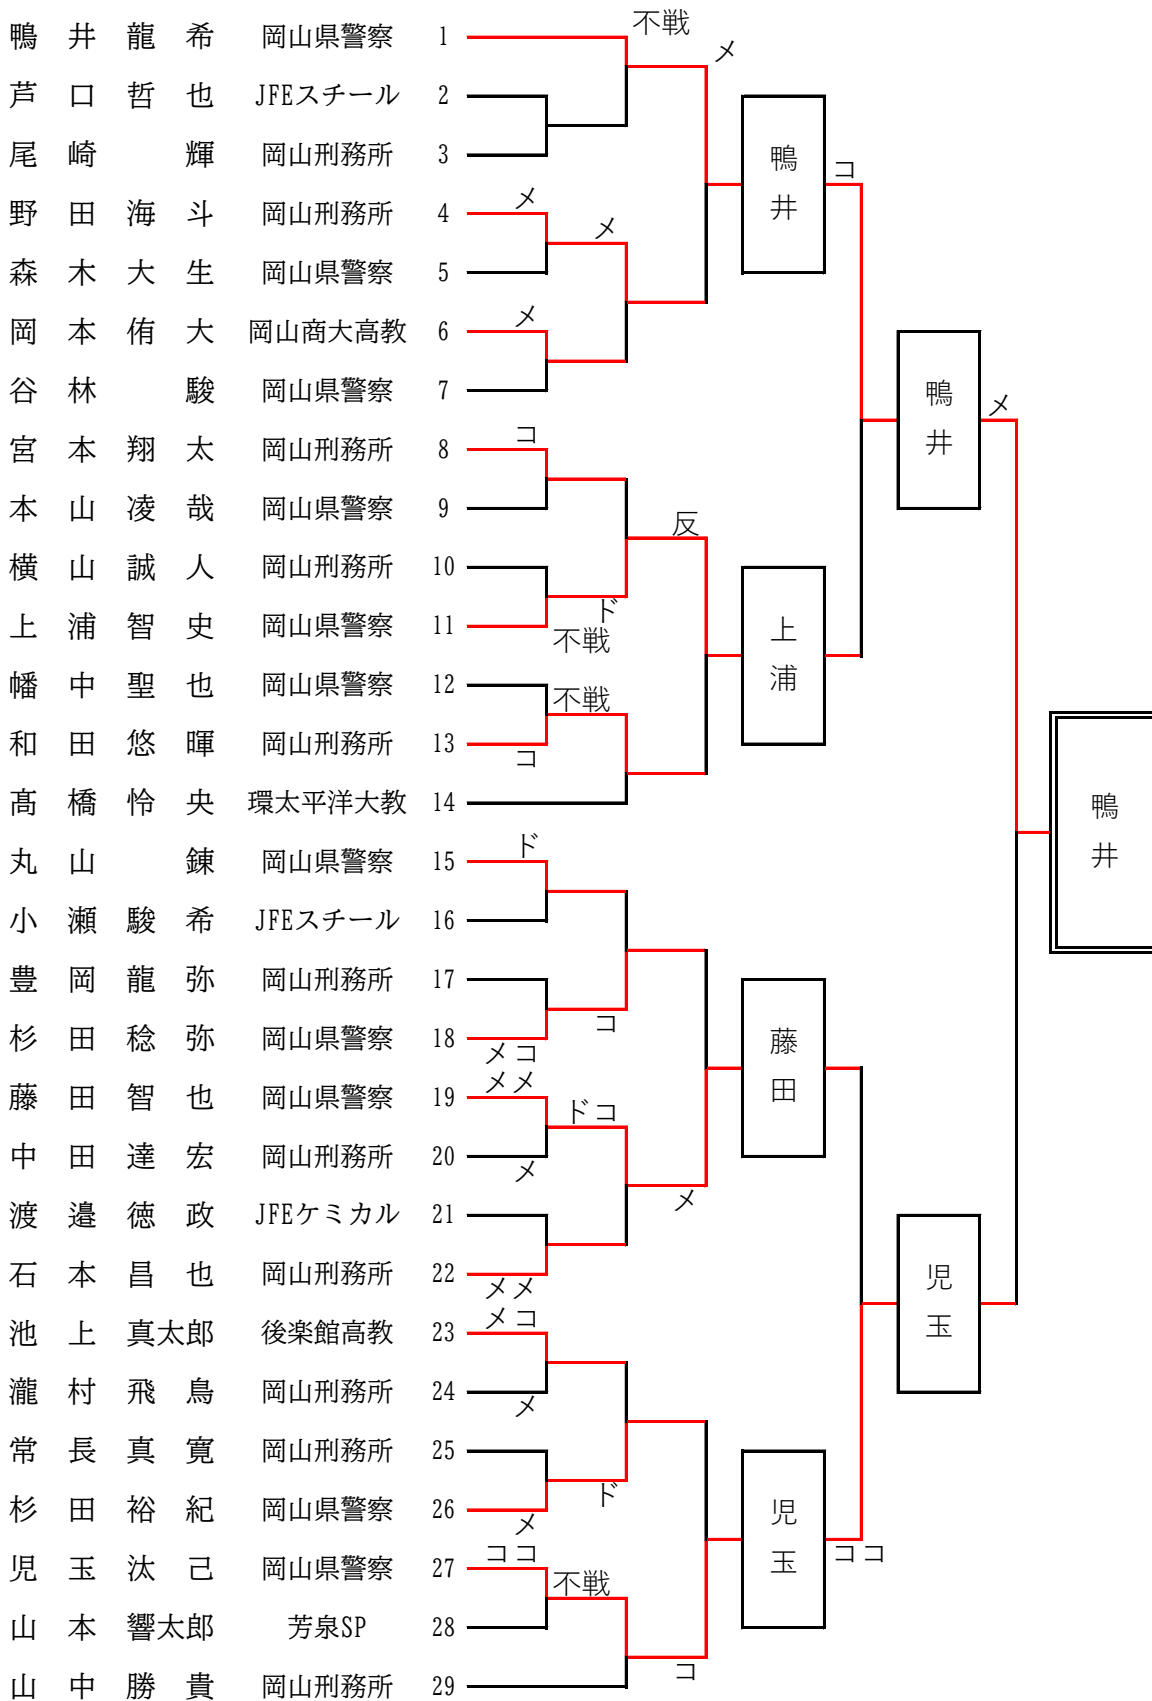 鴨井龍希 岡山県警察 1
不戦
メ
芦口哲也 JFEスチール 2
尾崎輝 岡山刑務所 3
鴨井
コ
野田海斗 岡山刑務所 4
メ
メ
森木大生 岡山県警察 5
岡本侑大 岡山商大高教 6
メ
谷林駿 岡山県警察 7
鴨井
メ
宮本翔太 岡山刑務所 8
コ
本山凌哉 岡山県警察 9
反
横山誠人 岡山刑務所 10
ド
上浦智史 岡山県警察 11
不戦
上浦
幡中聖也 岡山県警察 12
不戦
和田悠暉 岡山刑務所 13
コ
髙橋怜央 環太平洋大教 14
鴨井
丸山錬 岡山県警察 15
ド
小瀬駿希 JFEスチール 16
豊岡龍弥 岡山刑務所 17
コ
杉田稔弥 岡山県警察 18
メコ
藤田
藤田智也 岡山県警察 19
メメ
ドコ
中田達宏 岡山刑務所 20
メ
メ
渡邉徳政 JFEケミカル 21
石本昌也 岡山刑務所 22
メメ
児玉
池上真太郎 後楽館高教 23
メコ
瀧村飛鳥 岡山刑務所 24
メ
常長真寛 岡山刑務所 25
ド
杉田裕紀 岡山県警察 26
メ
児玉
ココ
児玉汰己 岡山県警察 27
ココ
不戦
山本響太郎 芳泉SP 28
コ
山中勝貴 岡山刑務所 29